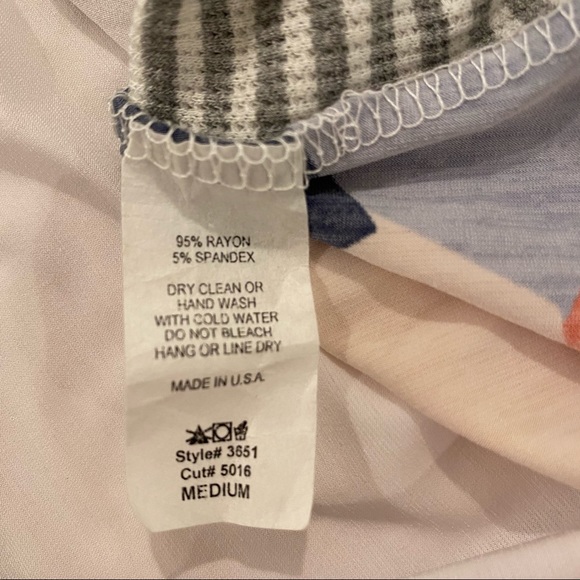 95% RAYON
5% SPANDEX
DRY CLEAN OR
HAND WASH
WITH COLD WATER
DO NOT BLEACH
HANG OR LINE DRY
MADE IN U.S.A.
Style# 3651
Cut# 5016
MEDIUM